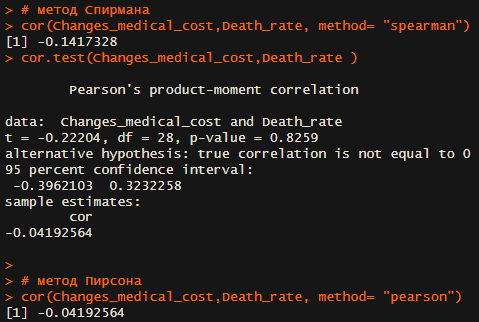 > # метод Спирмана
> cor(Changes_medical_cost,Death_rate, method= "spearman")
[1] -0.1417328
> cor.test(Changes_medical_cost,Death_rate )
Pearson's product-moment correlation
data:  Changes_medical_cost and Death_rate
t = -0.22204, df = 28, p-value = 0.8259
alternative hypothesis: true correlation is not equal to 0
95 percent confidence interval:
-0.3962103  0.3232258
sample estimates:
cor
-0.04192564
>
> # метод Пирсона
> cor(Changes_medical_cost,Death_rate, method= "pearson")
[1] -0.04192564